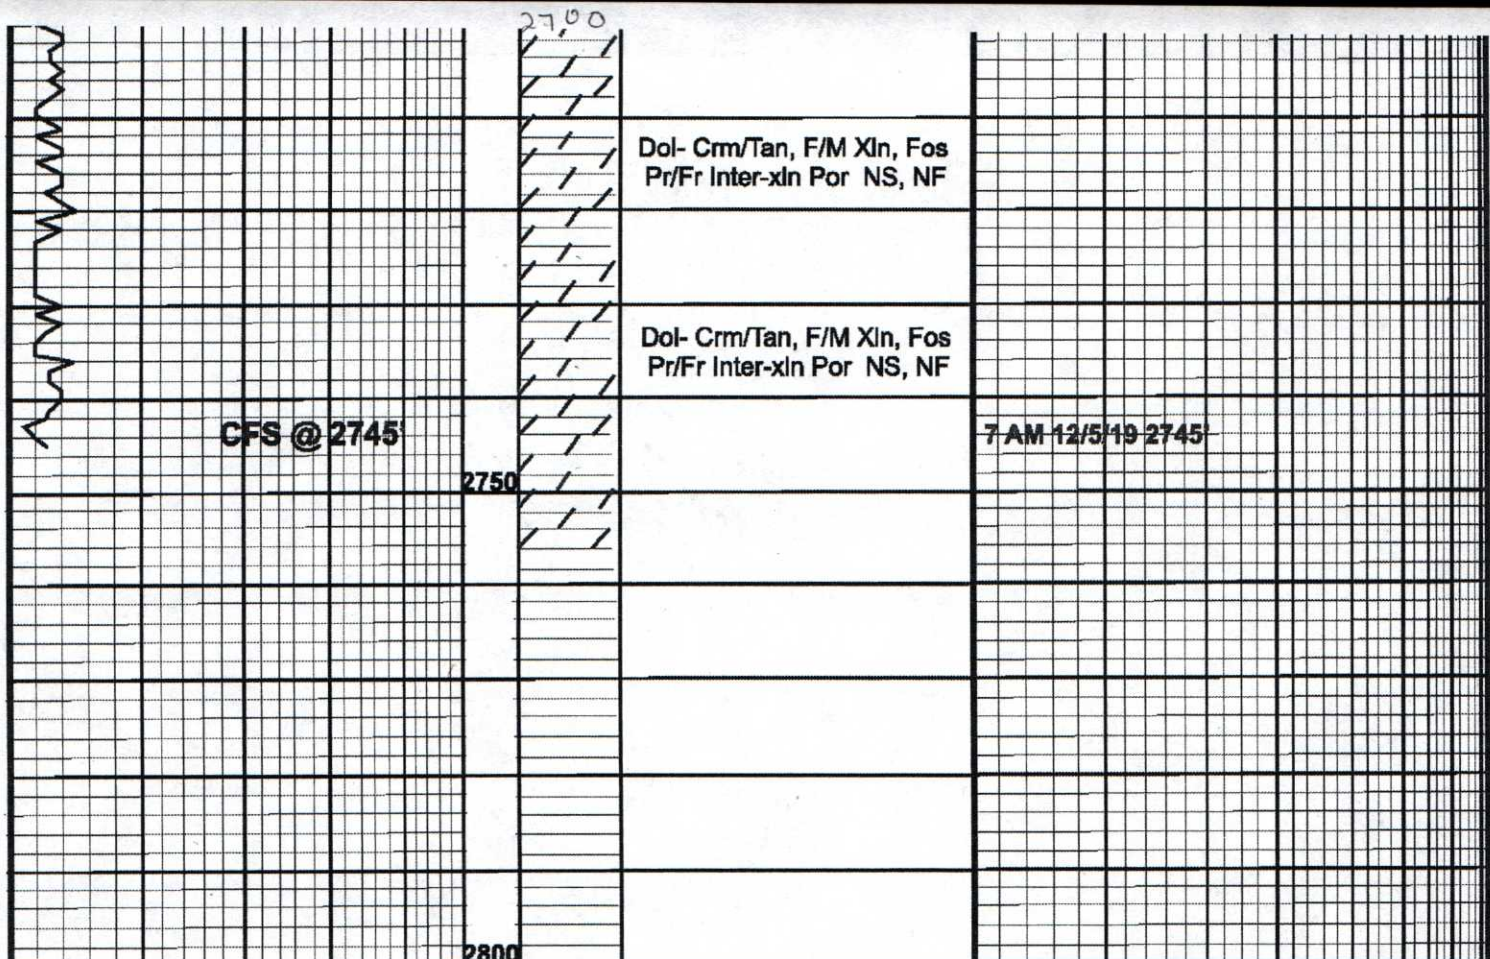 2700
Dol- Crm/Tan, F/M Xln, Fos
Pr/Fr Inter-xln Por NS, NF
Dol- Crm/Tan, F/M Xln, Fos
Pr/Fr Inter-xln Por NS, NF
CFS @ 2745'
7 AM 12/5/19 2745'
2750
2800